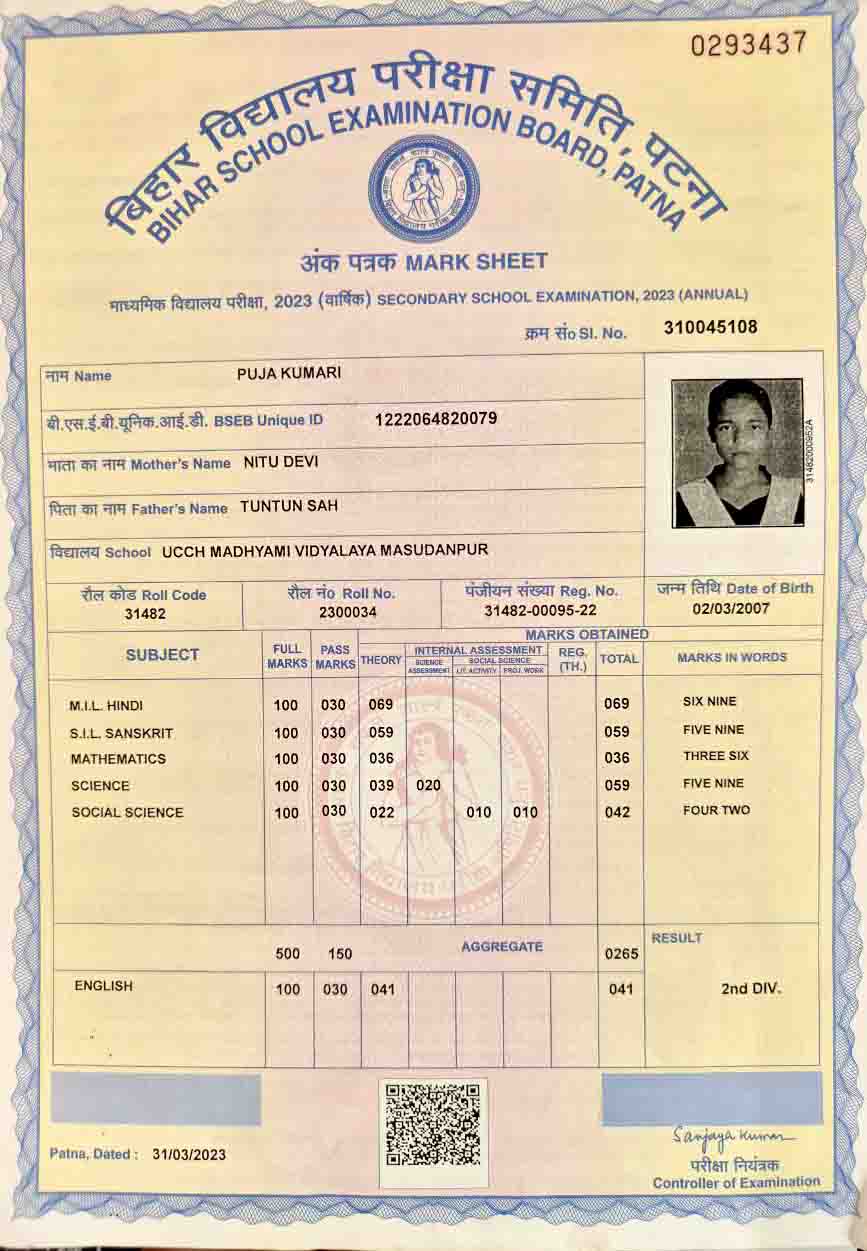 0293437
बिहार विद्यालय परीक्षा समिति, पटना
BIHAR SCHOOL EXAMINATION BOARD, PATNA
अंक पत्रक MARK SHEET
माध्यमिक विद्यालय परीक्षा, 2023 (वार्षिक) SECONDARY SCHOOL EXAMINATION, 2023 (ANNUAL)
क्रम सं० Sl. No. 310045108
नाम Name PUJA KUMARI
बी.एस.ई.बी.यूनिक.आई.डी. BSEB Unique ID 1222064820079
माता का नाम Mother's Name NITU DEVI
पिता का नाम Father's Name TUNTUN SAH
विद्यालय School UCCH MADHYAMI VIDYALAYA MASUDANPUR
314820000952A
रौल कोड Roll Code रौल नं० Roll No. पंजीयन संख्या Reg. No. जन्म तिथि Date of Birth
31482 2300034 31482-00095-22 02/03/2007
MARKS OBTAINED
SUBJECT FULL MARKS PASS MARKS THEORY INTERNAL ASSESSMENT REG. (TH.) TOTAL MARKS IN WORDS
SCIENCE ASSESSMENT SOCIAL SCIENCE
LIT. ACTIVITY PROJ. WORK
M.I.L. HINDI 100 030 069 069 SIX NINE
S.I.L. SANSKRIT 100 030 059 059 FIVE NINE
MATHEMATICS 100 030 036 036 THREE SIX
SCIENCE 100 030 039 020 059 FIVE NINE
SOCIAL SCIENCE 100 030 022 010 010 042 FOUR TWO
500 150 AGGREGATE 0265 RESULT
ENGLISH 100 030 041 041 2nd DIV.
Patna, Dated : 31/03/2023
Sanjaya Kumar
परीक्षा नियंत्रक
Controller of Examination